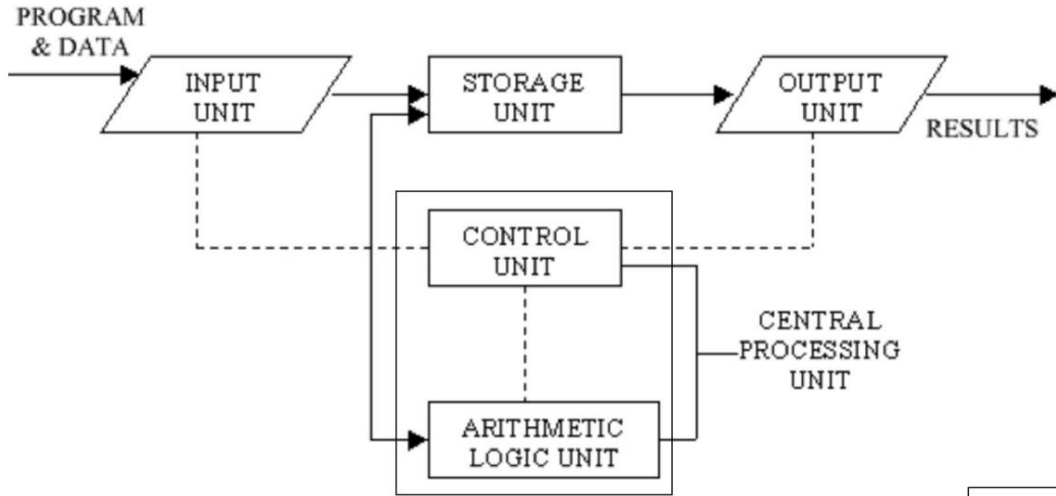 PROGRAM
& DATA
INPUT
UNIT
STORAGE
UNIT
OUTPUT
UNIT
RESULTS
CONTROL
UNIT
CENTRAL
PROCESSING
UNIT
ARITHMETIC
LOGIC UNIT